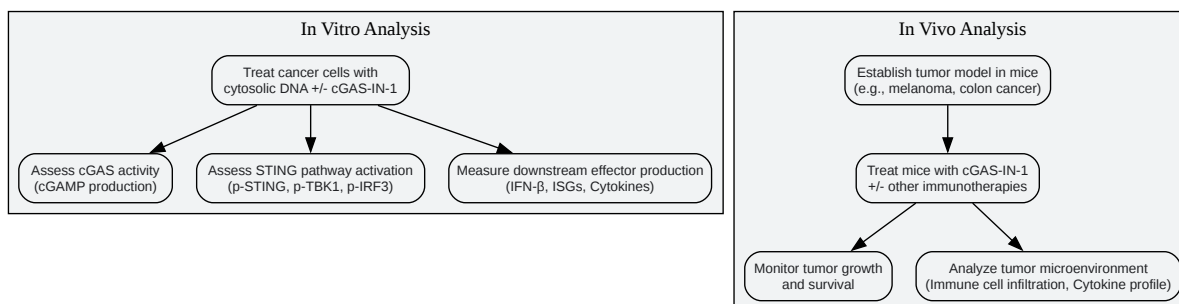 In Vitro Analysis
Treat cancer cells with
cytosolic DNA +/- cGAS-IN-1
Assess cGAS activity
(cGAMP production)
Assess STING pathway activation
(p-STING, p-TBK1, p-IRF3)
Measure downstream effector production
(IFN-β, ISGs, Cytokines)
In Vivo Analysis
Establish tumor model in mice
(e.g., melanoma, colon cancer)
Treat mice with cGAS-IN-1
+/- other immunotherapies
Monitor tumor growth
and survival
Analyze tumor microenvironment
(Immune cell infiltration, Cytokine profile)